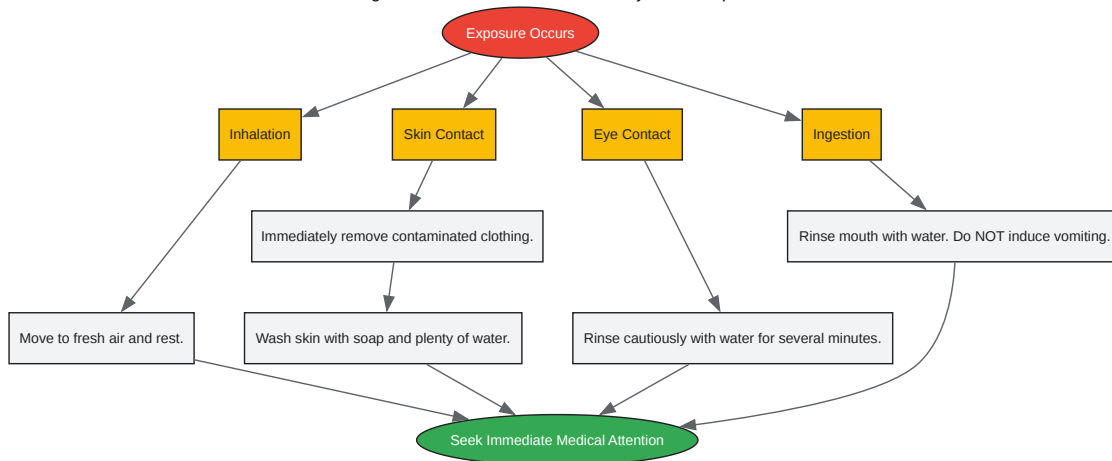 Exposure Occurs
Inhalation
Skin Contact
Eye Contact
Ingestion
Immediately remove contaminated clothing.
Rinse mouth with water. Do NOT induce vomiting.
Move to fresh air and rest.
Wash skin with soap and plenty of water.
Rinse cautiously with water for several minutes.
Seek Immediate Medical Attention